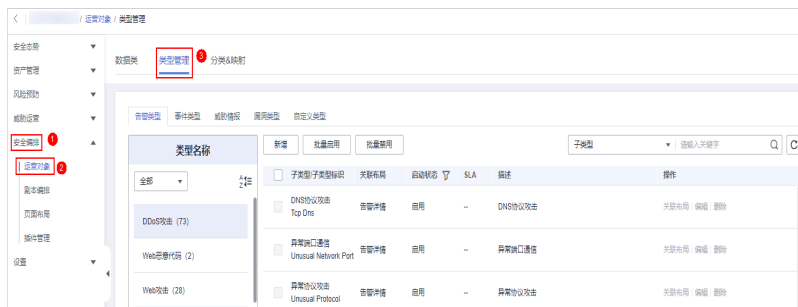 / 运营对象 / 类型管理
安全态势
资产管理
风险预防
威胁运营
安全编排 1
运营对象 2
剧本编排
页面布局
插件管理
设置
数据类 类型管理 3 分类&映射
告警类型 事件类型 威胁情报 漏洞类型 自定义类型
类型名称
全部
DDoS攻击 (73)
Web恶意代码 (2)
Web攻击 (28)
新增 批量启用 批量禁用 子类型 请输入关键字
子类型/子类型标识 关联布局 启动状态 SLA 描述 操作
DNS协议攻击 告警详情 启用 -- DNS协议攻击 关联布局 编辑 删除
Tcp Dns
异常端口通信 告警详情 启用 -- 异常端口通信 关联布局 编辑 删除
Unusual Network Port
异常协议攻击 告警详情 启用 -- 异常协议攻击 关联布局 编辑 删除
Unusual Protocol